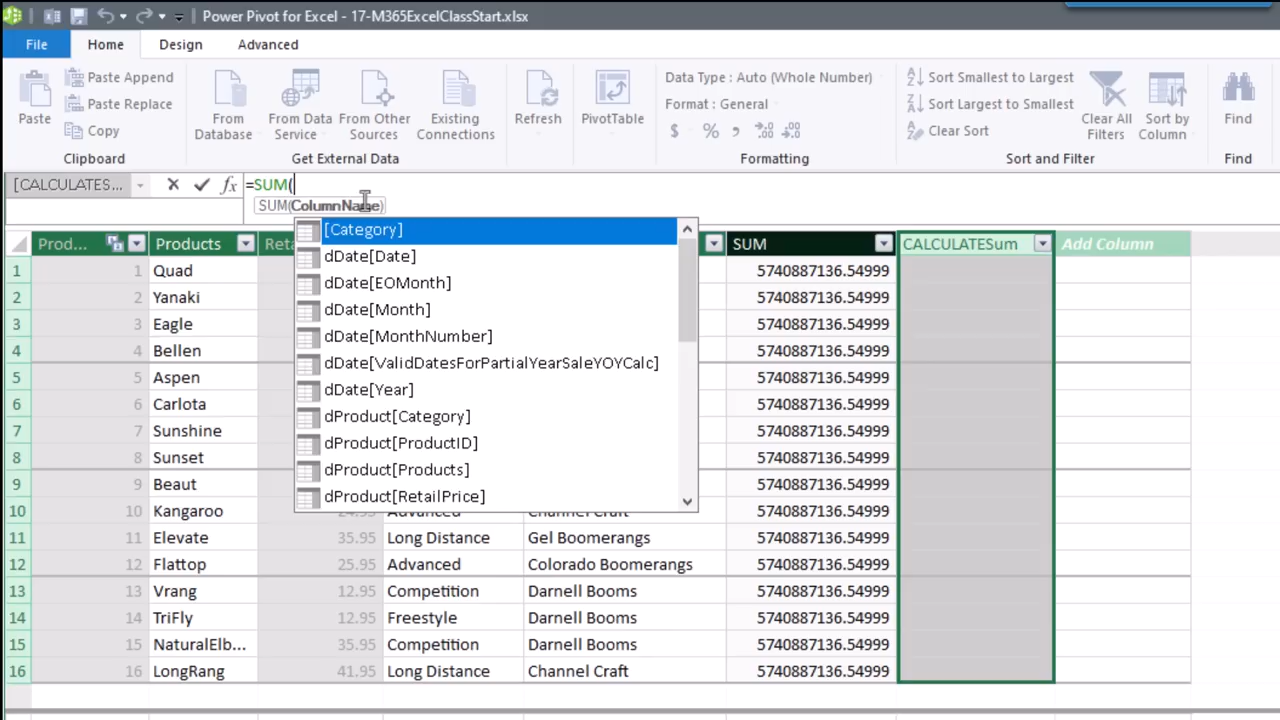 Power Pivot for Excel - 17-M365ExcelClassStart.xlsx
File Home Design Advanced
Paste
Paste Append
Paste Replace
Copy
Clipboard
From Database
From Data Service
From Other Sources
Existing Connections
Get External Data
Refresh
PivotTable
Data Type : Auto (Whole Number)
Format : General
$ % ,
Formatting
Sort Smallest to Largest
Sort Largest to Smallest
Clear Sort
Clear All Filters
Sort by Column
Sort and Filter
Find
Find
[CALCULATES... fx =SUM(
SUM(ColumnName)
[Category]
dDate[Date]
dDate[EOMonth]
dDate[Month]
dDate[MonthNumber]
dDate[ValidDatesForPartialYearSaleYOYCalc]
dDate[Year]
dProduct[Category]
dProduct[ProductID]
dProduct[Products]
dProduct[RetailPrice]
Prod... Products Reta SUM CALCULATESum Add Column
1 1 Quad 5740887136.54999
2 2 Yanaki 5740887136.54999
3 3 Eagle 5740887136.54999
4 4 Bellen 5740887136.54999
5 5 Aspen 5740887136.54999
6 6 Carlota 5740887136.54999
7 7 Sunshine 5740887136.54999
8 8 Sunset 5740887136.54999
9 9 Beaut 5740887136.54999
10 10 Kangaroo 24.95 Advanced Channel Craft 5740887136.54999
11 11 Elevate 35.95 Long Distance Gel Boomerangs 5740887136.54999
12 12 Flattop 25.95 Advanced Colorado Boomerangs 5740887136.54999
13 13 Vrang 12.95 Competition Darnell Booms 5740887136.54999
14 14 TriFly 12.95 Freestyle Darnell Booms 5740887136.54999
15 15 NaturalElb... 35.95 Competition Darnell Booms 5740887136.54999
16 16 LongRang 41.95 Long Distance Channel Craft 5740887136.54999